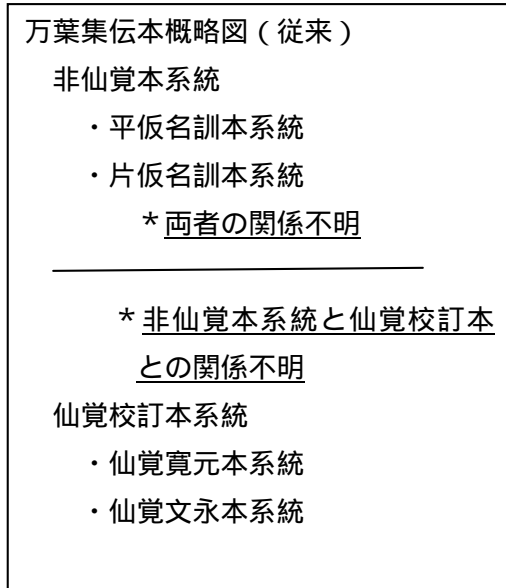 万葉集伝本概略図（従来）
非仙覚本系統
・平仮名訓本系統
・片仮名訓本系統
＊両者の関係不明
＊非仙覚本系統と仙覚校訂本
との関係不明
仙覚校訂本系統
・仙覚寛元本系統
・仙覚文永本系統